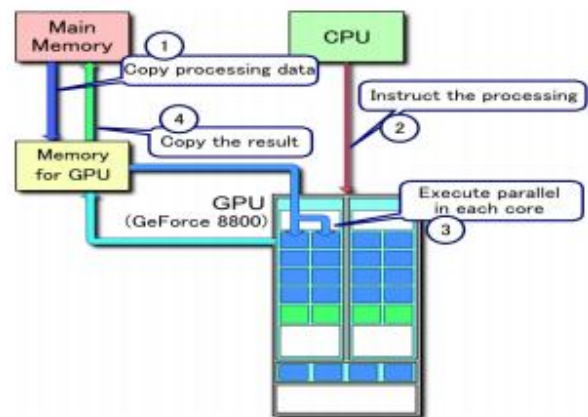 Main
Memory
1
Copy processing data
CPU
Instruct the processing
2
4
Copy the result
Memory
for GPU
GPU
(GeForce 8800)
Execute parallel
in each core
3